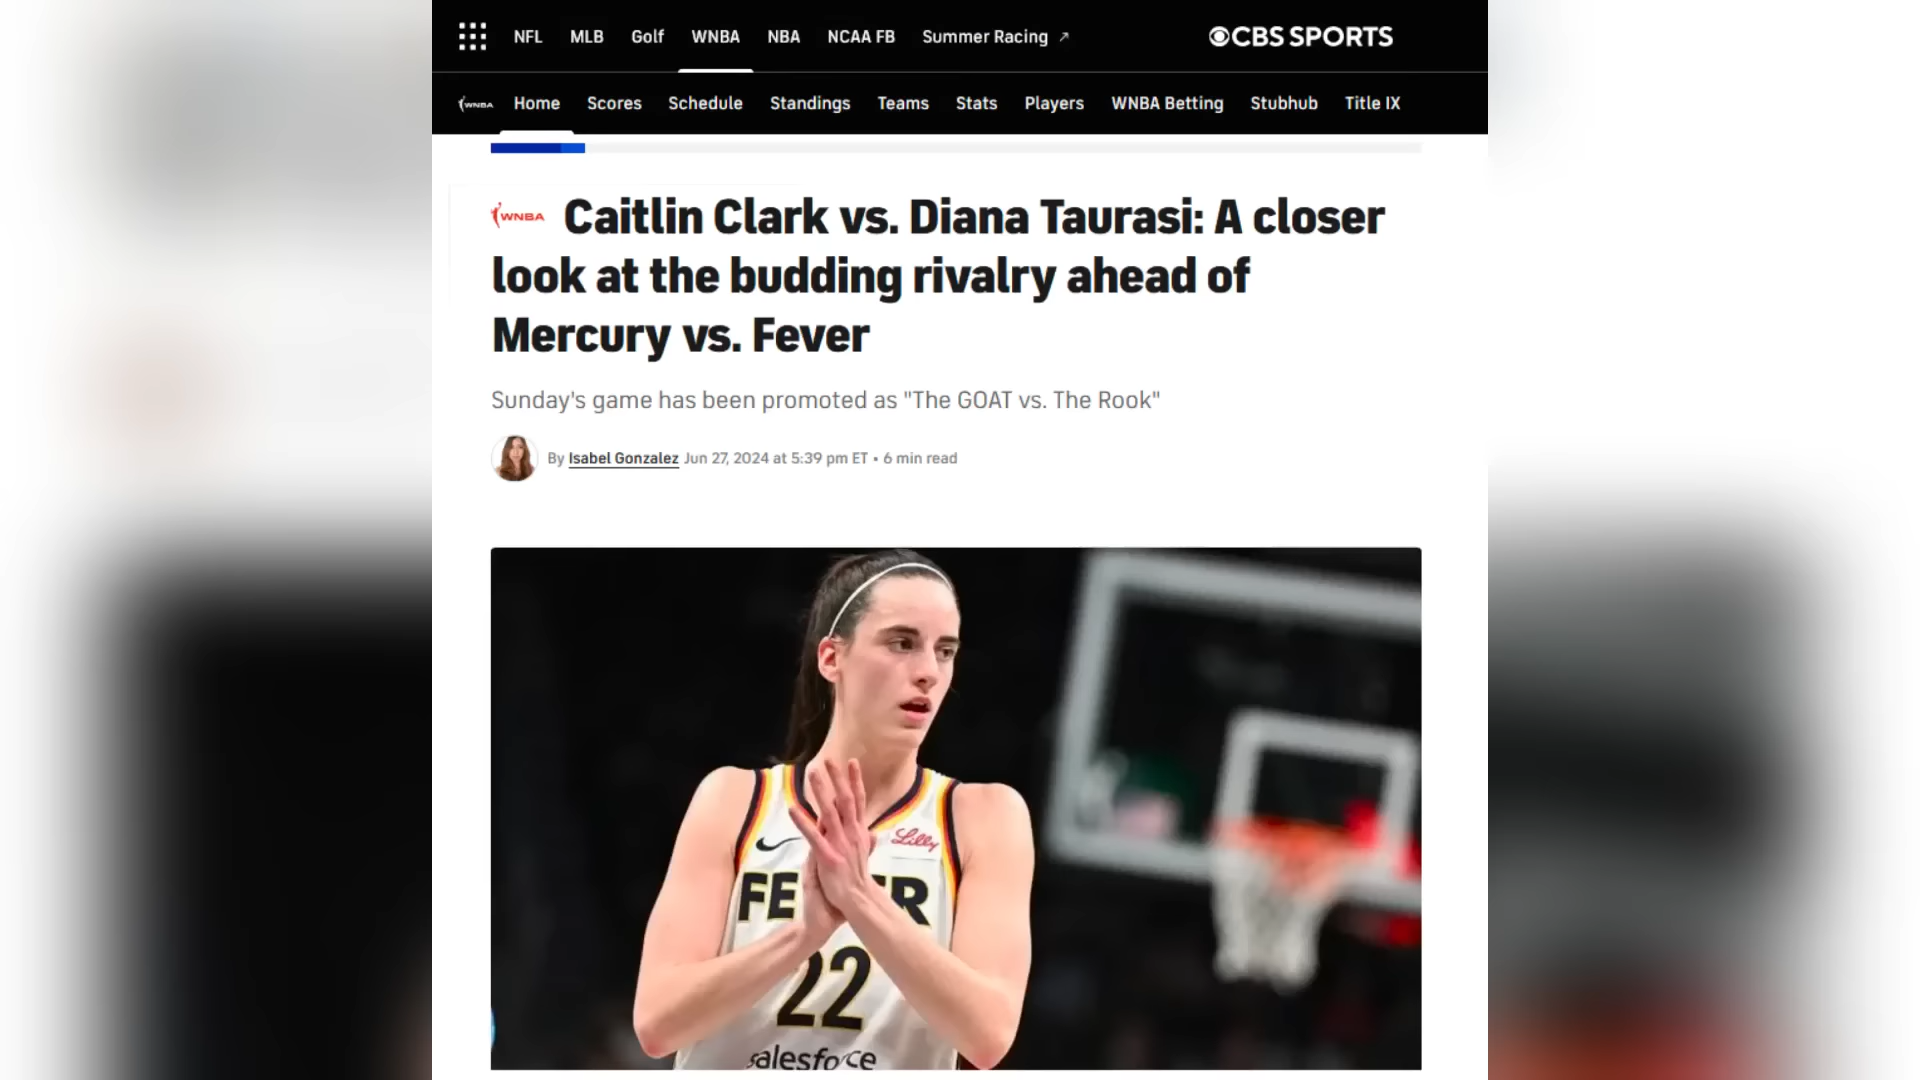 NFL MLB Golf WNBA NBA NCAA FB Summer Racing ↗ CBS SPORTS
WNBA Home Scores Schedule Standings Teams Stats Players WNBA Betting Stubhub Title IX
WNBA Caitlin Clark vs. Diana Taurasi: A closer
look at the budding rivalry ahead of
Mercury vs. Fever
Sunday's game has been promoted as "The GOAT vs. The Rook"
By Isabel Gonzalez Jun 27, 2024 at 5:39 pm ET • 6 min read
Lilly
FE ER
22
salesforce